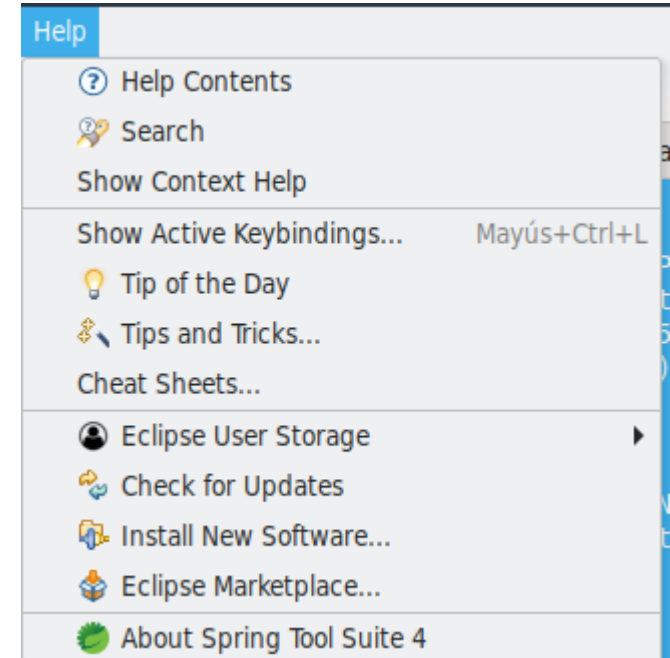 Help
Help Contents
Search
Show Context Help
Show Active Keybindings... Mayús+Ctrl+L
Tip of the Day
Tips and Tricks...
Cheat Sheets...
Eclipse User Storage
Check for Updates
Install New Software...
Eclipse Marketplace...
About Spring Tool Suite 4